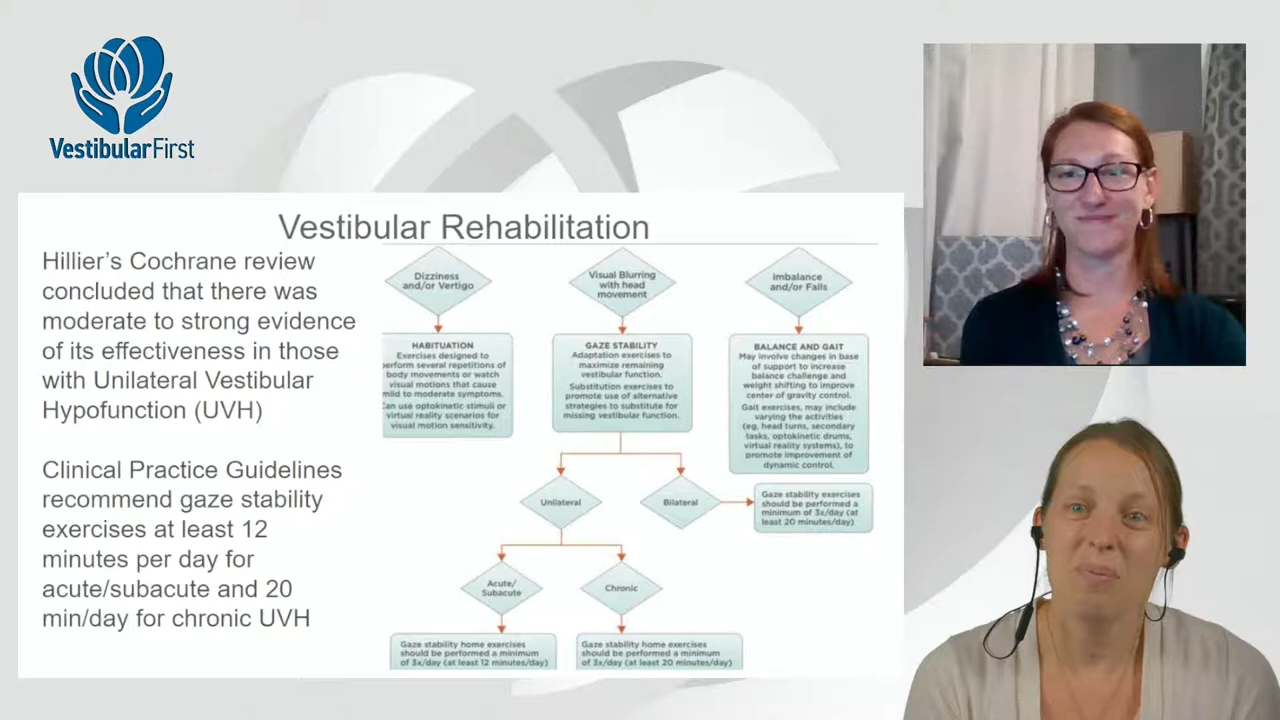 VestibularFirst
Vestibular Rehabilitation
Hillier's Cochrane review
concluded that there was
moderate to strong evidence
of its effectiveness in those
with Unilateral Vestibular
Hypofunction (UVH)
Clinical Practice Guidelines
recommend gaze stability
exercises at least 12
minutes per day for
acute/subacute and 20
min/day for chronic UVH
Dizziness
and/or Vertigo
Visual Blurring
with head
movement
Imbalance
and/or Falls
HABITUATION
Exercises designed to
perform several repetitions of
body movements or watch
visual motions that cause
mild to moderate symptoms.
Can use optokinetic stimuli or
virtual reality scenarios for
visual motion sensitivity.
GAZE STABILITY
Adaptation exercises to
maximize remaining
vestibular function.
Substitution exercises to
promote use of alternative
strategies to substitute for
missing vestibular function.
BALANCE AND GAIT
May involve changes in base
of support to increase
balance challenge and
weight shifting to improve
center of gravity control.
Gait exercises, may include
varying the activities
(eg, head turns, secondary
tasks, optokinetic drums,
virtual reality systems), to
promote improvement of
dynamic control.
Unilateral
Bilateral
Gaze stability exercises
should be performed a
minimum of 3x/day (at
least 20 minutes/day)
Acute/
Subacute
Chronic
Gaze stability home exercises
should be performed a minimum
of 3x/day (at least 12 minutes/day)
Gaze stability home exercises
should be performed a minimum
of 3x/day (at least 20 minutes/day)